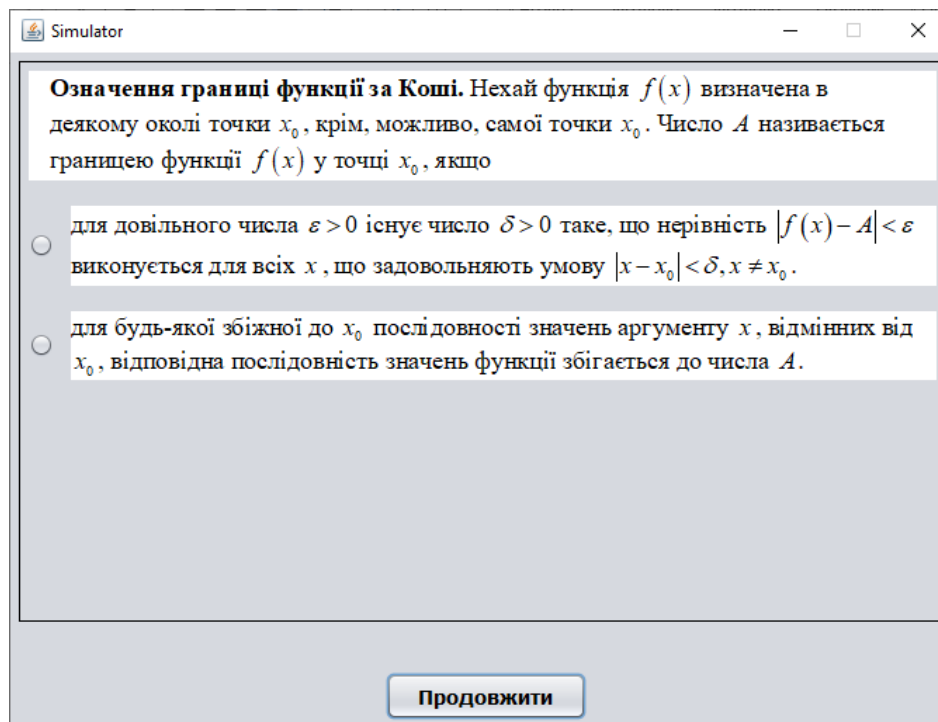 Simulator
Означення границі функції за Коші. Нехай функція f(x) визначена в
деякому околі точки x₀, крім, можливо, самої точки x₀. Число A називається
границею функції f(x) у точці x₀, якщо
для довільного числа ε > 0 існує число δ > 0 таке, що нерівність |f(x) − A| < ε
виконується для всіх x, що задовольняють умову |x − x₀| < δ, x ≠ x₀.
для будь-якої збіжної до x₀ послідовності значень аргументу x, відмінних від
x₀, відповідна послідовність значень функції збігається до числа A.
Продовжити